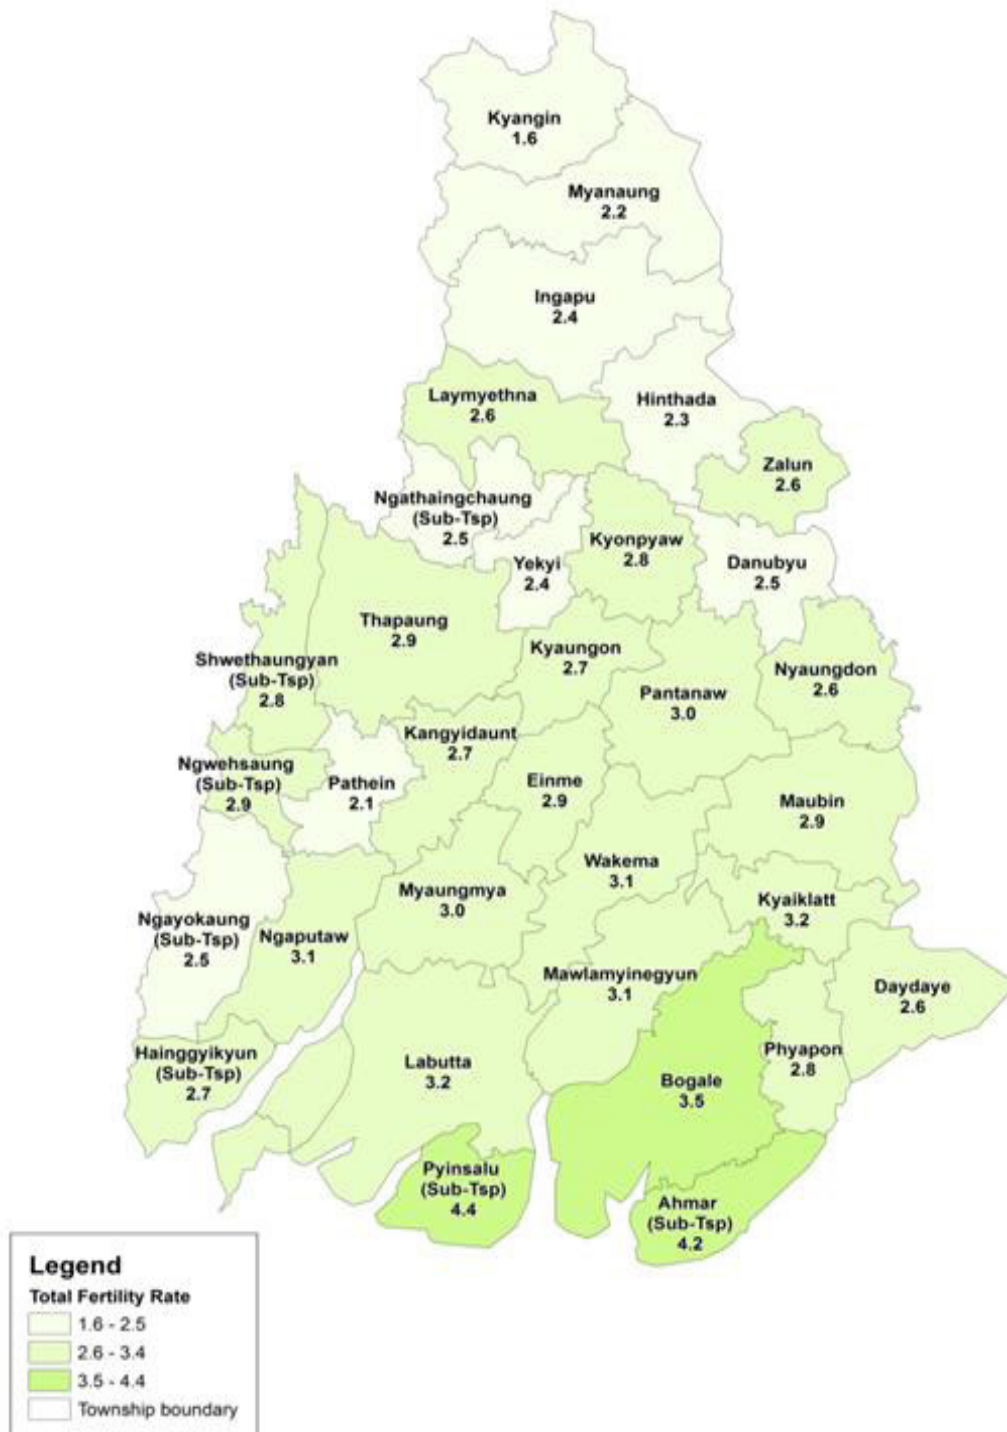 Kyangin
1.6
Myanaung
2.2
Ingapu
2.4
Laymyethna
2.6
Hinthada
2.3
Zalun
2.6
Ngathaingchaung
(Sub-Tsp)
2.5
Yekyi
2.4
Kyonpyaw
2.8
Danubyu
2.5
Thapaung
2.9
Shwethaungyan
(Sub-Tsp)
2.8
Kyaungon
2.7
Pantanaw
3.0
Nyaungdon
2.6
Kangyidaunt
2.7
Ngwehsaung
(Sub-Tsp)
2.9
Pathein
2.1
Einme
2.9
Maubin
2.9
Wakema
3.1
Myaungmya
3.0
Kyaiklatt
3.2
Ngayokaung
(Sub-Tsp)
2.5
Ngaputaw
3.1
Mawlamyinegyun
3.1
Daydaye
2.6
Hainggyikyun
(Sub-Tsp)
2.7
Labutta
3.2
Phyapon
2.8
Bogale
3.5
Pyinsalu
(Sub-Tsp)
4.4
Ahmar
(Sub-Tsp)
4.2
Legend
Total Fertility Rate
1.6 - 2.5
2.6 - 3.4
3.5 - 4.4
Township boundary